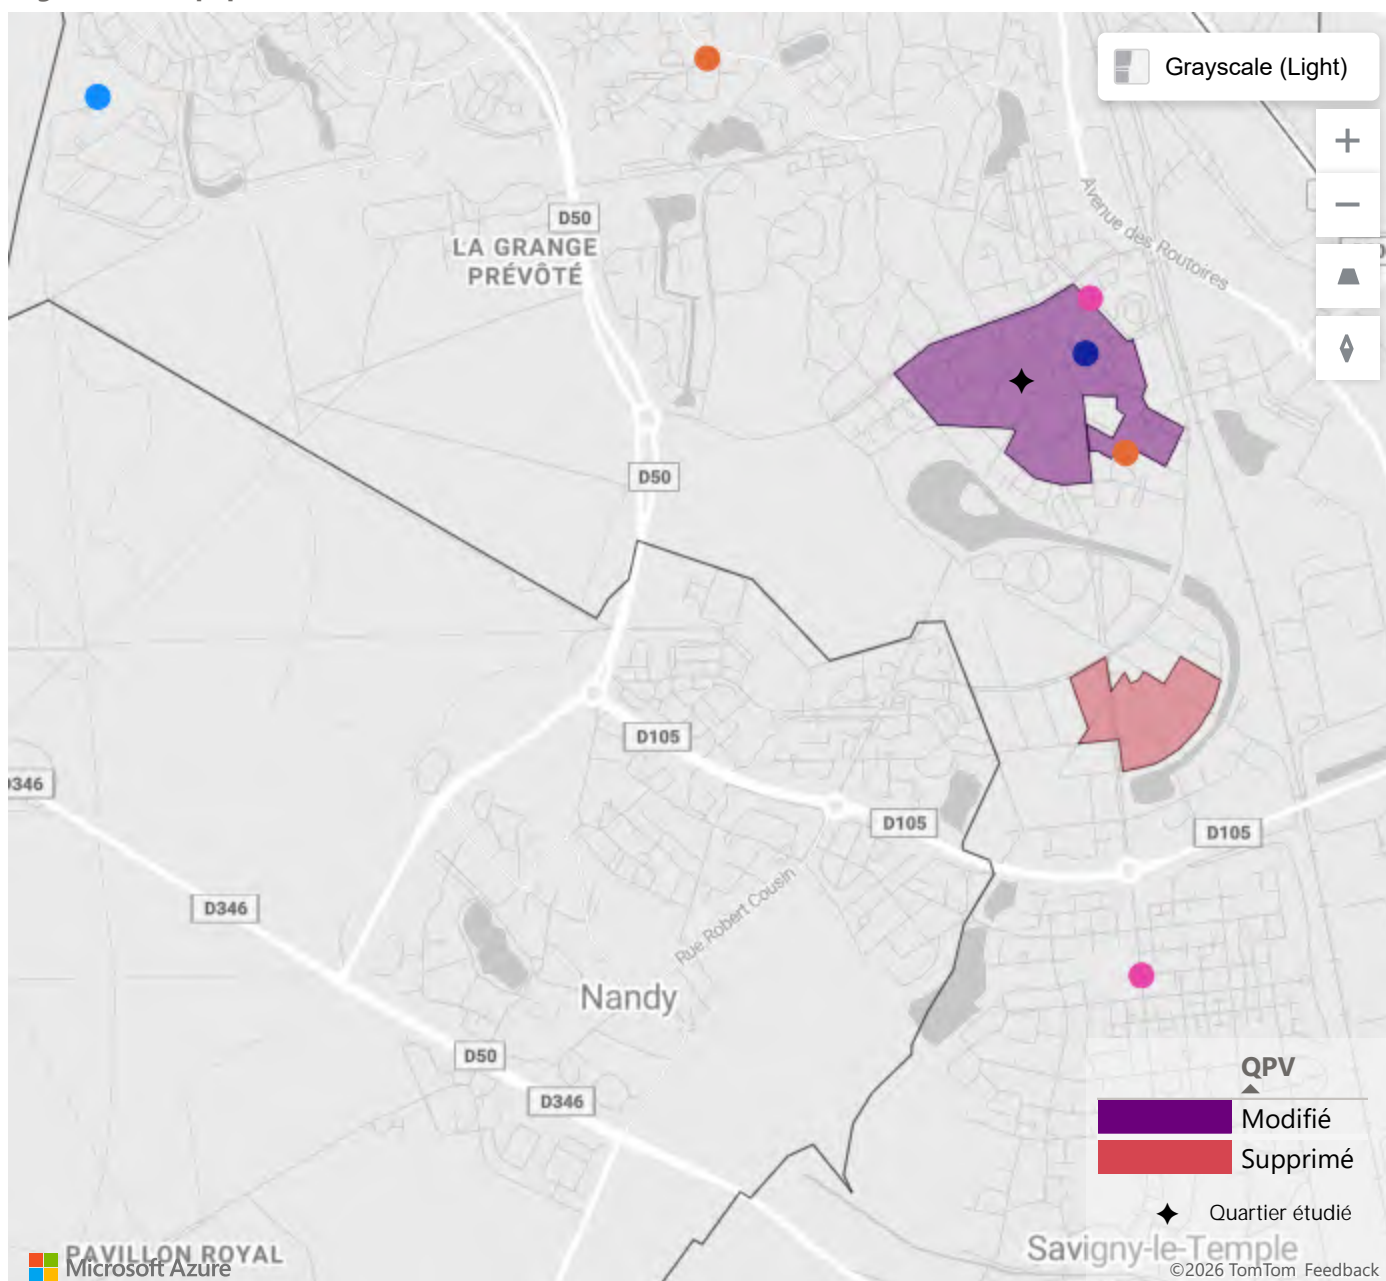 Grayscale (Light)
Avenue des Routoires
D50
LA GRANGE
PRÉVÔTÉ
D50
D105
D346
D105
D105
D346
Rue Robert Cousin
Nandy
D50
D346
QPV
Modifié
Supprimé
Quartier étudié
PAVILLON ROYAL
Microsoft Azure
Savigny-le-Temple
©2026 TomTom Feedback